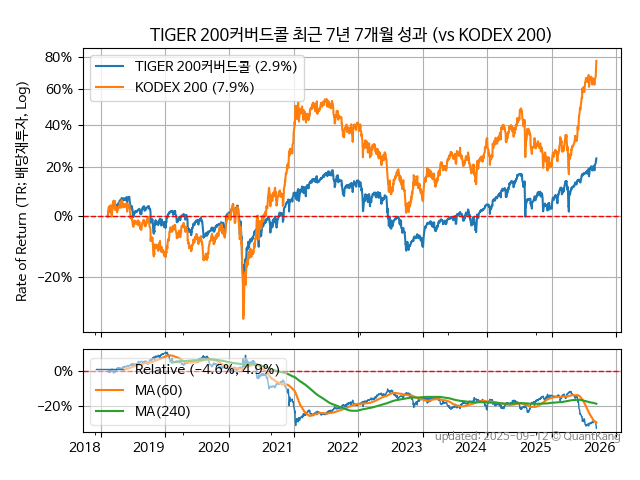 TIGER 200커버드콜 최근 7년 7개월 성과 (vs KODEX 200)
Rate of Return (TR: 배당재투자, Log)
TIGER 200커버드콜 (2.9%)
KODEX 200 (7.9%)
80%
60%
40%
20%
0%
−20%
Relative (−4.6%, 4.9%)
MA(60)
MA(240)
0%
−20%
updated: 2025-09-12 © QuantKang
2018 2019 2020 2021 2022 2023 2024 2025 2026